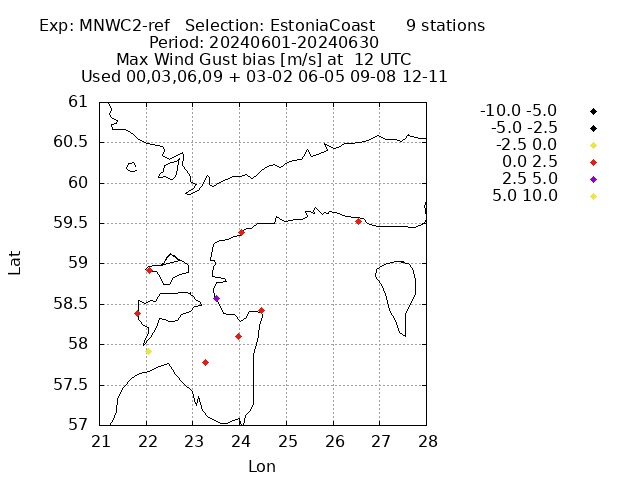 Exp: MNWC2-ref   Selection: EstoniaCoast      9 stations
Period: 20240601-20240630
Max Wind Gust bias [m/s] at  12 UTC
Used 00,03,06,09 + 03-02 06-05 09-08 12-11
-10.0 -5.0
-5.0 -2.5
-2.5 0.0
0.0 2.5
2.5 5.0
5.0 10.0
61
60.5
60
59.5
59
58.5
58
57.5
57
Lat
21 22 23 24 25 26 27 28
Lon